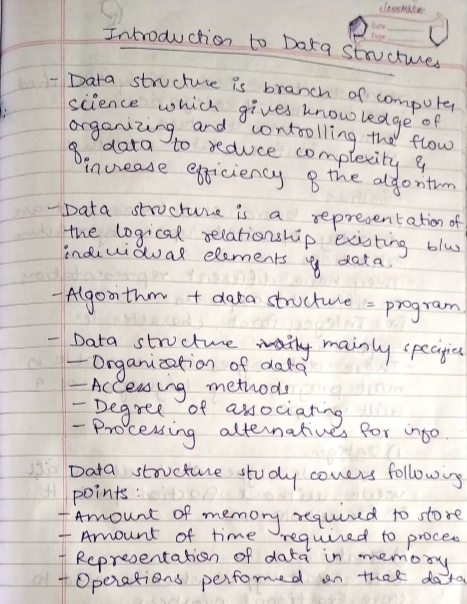 classmate
Date
Page
Introduction to Data Structures
- Data structure is branch of computer
science which gives knowledge of
organizing and controlling the flow
of data to reduce complexity &
increase efficiency of the algorithm
- Data structure is a representation of
the logical relationship existing b/w
individual elements of data.
- Algorithm + data structure = program.
- Data structure mainly specifies
- Organization of data
- Accessing methods
- Degree of associating
- Processing alternatives for info.
Data structure study covers following
points:
- Amount of memory required to store
- Amount of time required to process
- Representation of data in memory
- Operations performed on that data